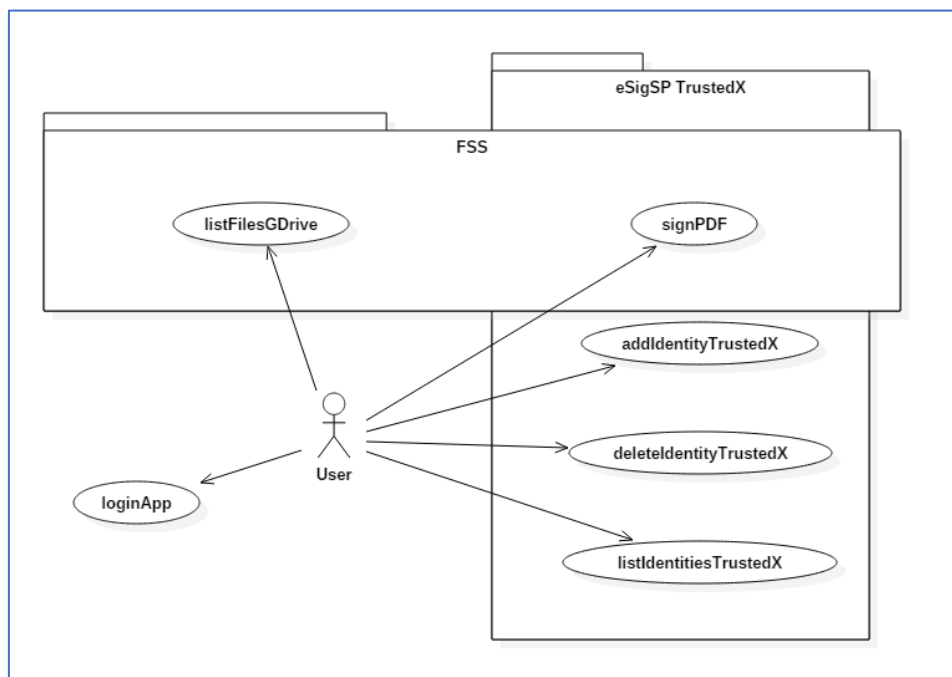 eSigSP TrustedX
FSS
listFilesGDrive
signPDF
addIdentityTrustedX
deleteIdentityTrustedX
User
loginApp
listIdentitiesTrustedX